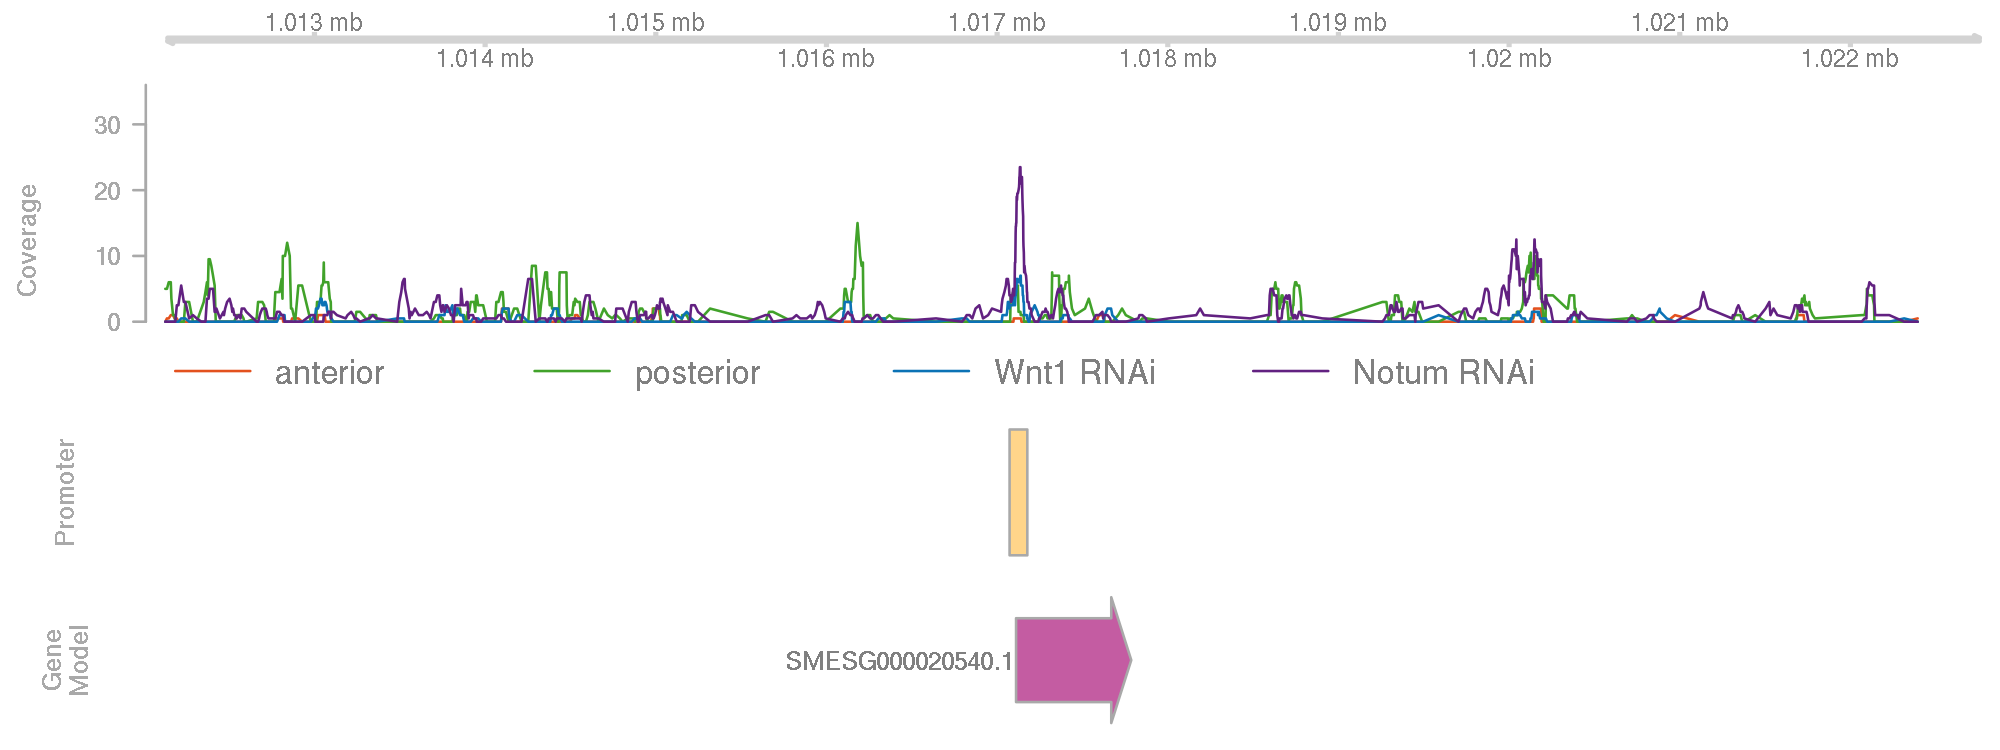 1.013 mb 1.015 mb 1.017 mb 1.019 mb 1.021 mb
1.014 mb 1.016 mb 1.018 mb 1.02 mb 1.022 mb
Coverage
30
20
10
0
anterior posterior Wnt1 RNAi Notum RNAi
Promoter
Gene
Model
SMESG000020540.1